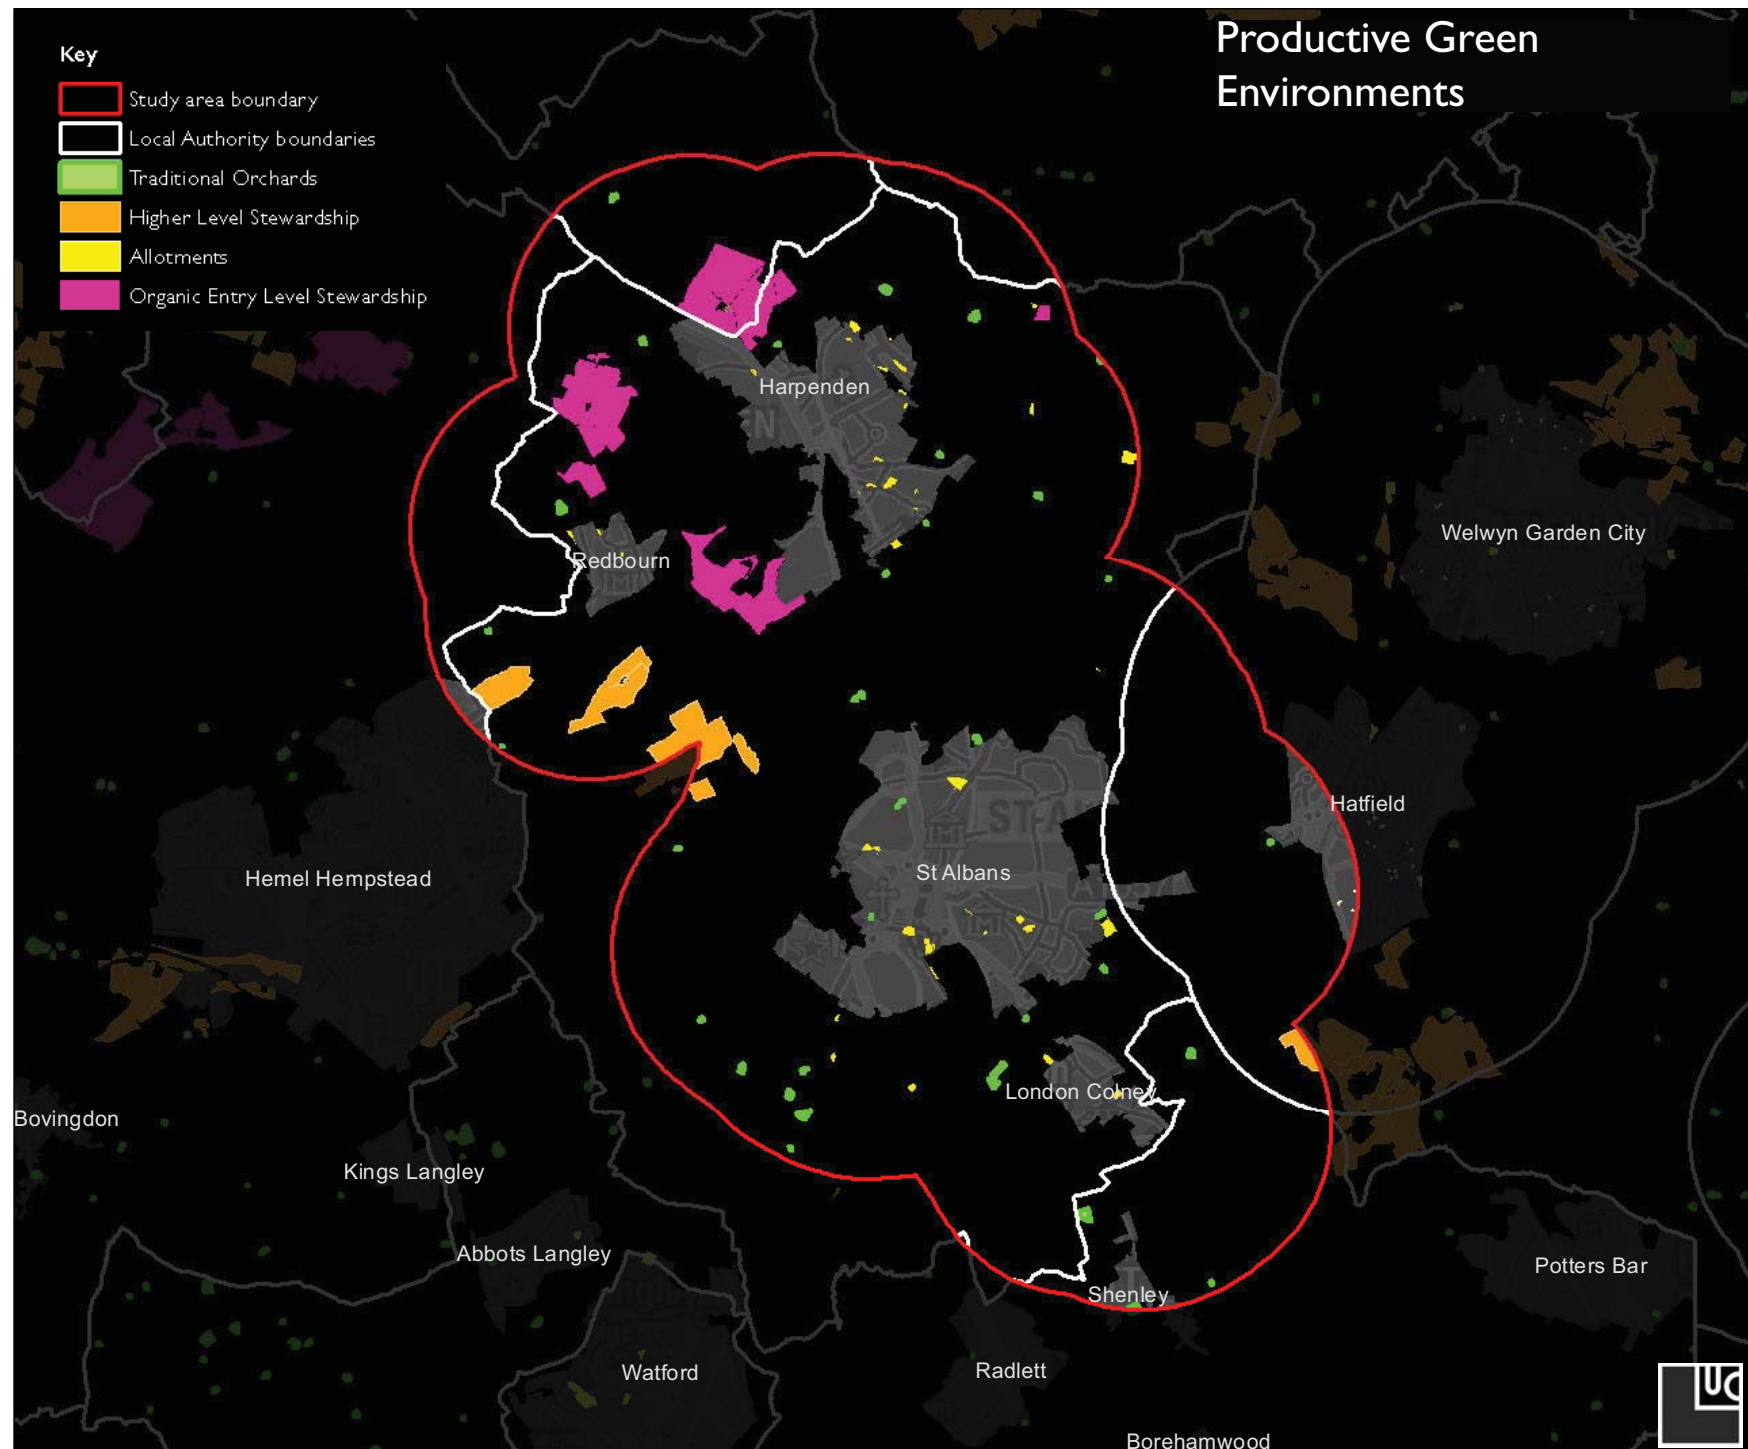 Productive Green
Environments
Key
Study area boundary
Local Authority boundaries
Traditional Orchards
Higher Level Stewardship
Allotments
Organic Entry Level Stewardship
Harpenden
Welwyn Garden City
Redbourn
Hatfield
St Albans
Hemel Hempstead
London Colney
Bovingdon
Kings Langley
Abbots Langley
Potters Bar
Shenley
Watford
Radlett
Borehamwood